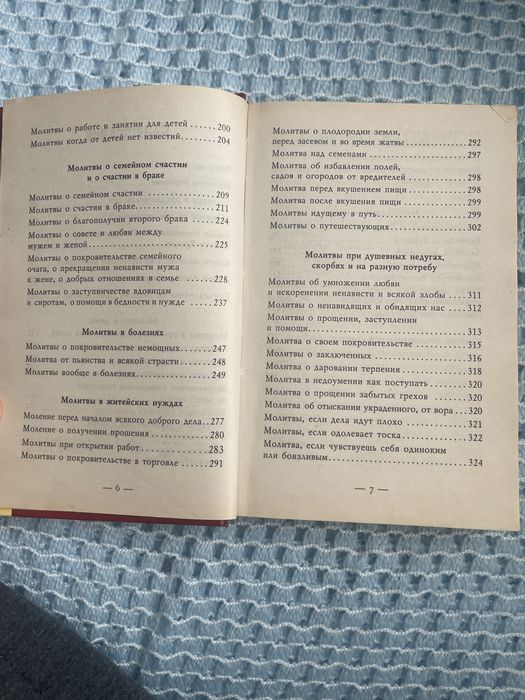 Молитвы о работе и занятии для детей ......200
Молитвы когда от детей нет известий.....204
Молитвы о семейном счастии
и о счастии в браке
Молитвы о семейном счастии ............209
Молитвы о счастии в браке..............211
Молитвы о благополучии второго брака ....224
Молитвы о совете и любви между
мужем и женой.......................225
Молитвы о покровительстве семейного
очага, о прекращении ненависти мужа
к жене, о добрых отношениях в семье ....228
Молитвы о заступничестве вдовицам
и сиротам, о помощи в бедности и нужде ...237
Молитвы в болезнях
Молитвы о покровительстве немощных......247
Молитва от пьянства и всякой страсти .....248
Молитвы вообще в болезнях..............249
Молитвы в житейских нуждах
Моление перед началом всякого доброго дела..277
Молитвы о получении прошения ..........280
Молитвы при открытии работ ............283
Молитвы о покровительстве в торговле .....291
— 6 —
Молитвы о плодородии земли,
перед засевом и во время жатвы ..........292
Молитва над семенами...................297
Молитва об избавлении полей,
садов и огородов от вредителей ...........298
Молитва перед вкушением пищи ..........298
Молитва после вкушения пищи ...........299
Молитвы идущему в путь.................299
Молитвы о путешествующих..............302
Молитвы при душевных недугах,
скорбях и на разную потребу
Молитвы об умножении любви
и искоренении ненависти и всякой злобы ....311
Молитвы о ненавидящих и обидящих нас ...312
Молитвы о прощении, заступлении
и помощи.............................313
Молитва о своем покровительстве .........315
Молитвы о заключенных .................316
Молитва о даровании терпения ...........318
Молитва в недоумении как поступать .......320
Молитва о прощении забытых грехов ......320
Молитва об отыскании украденного, от вора..320
Молитвы, если дела идут плохо ...........321
Молитвы, если одолевает тоска............322
Молитва, если чувствуешь себя одиноким
или боязливым........................324
— 7 —